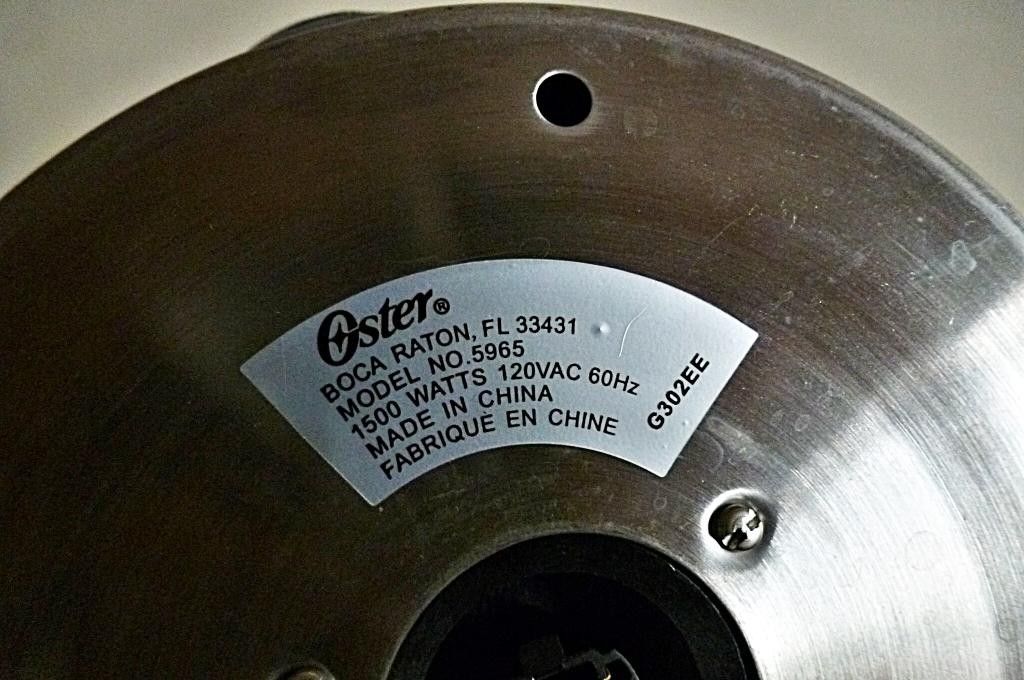 Oster®
BOCA RATON, FL 33431
MODEL NO.5965
1500 WATTS 120VAC 60Hz
MADE IN CHINA
FABRIQUÈ EN CHINE
G302EE